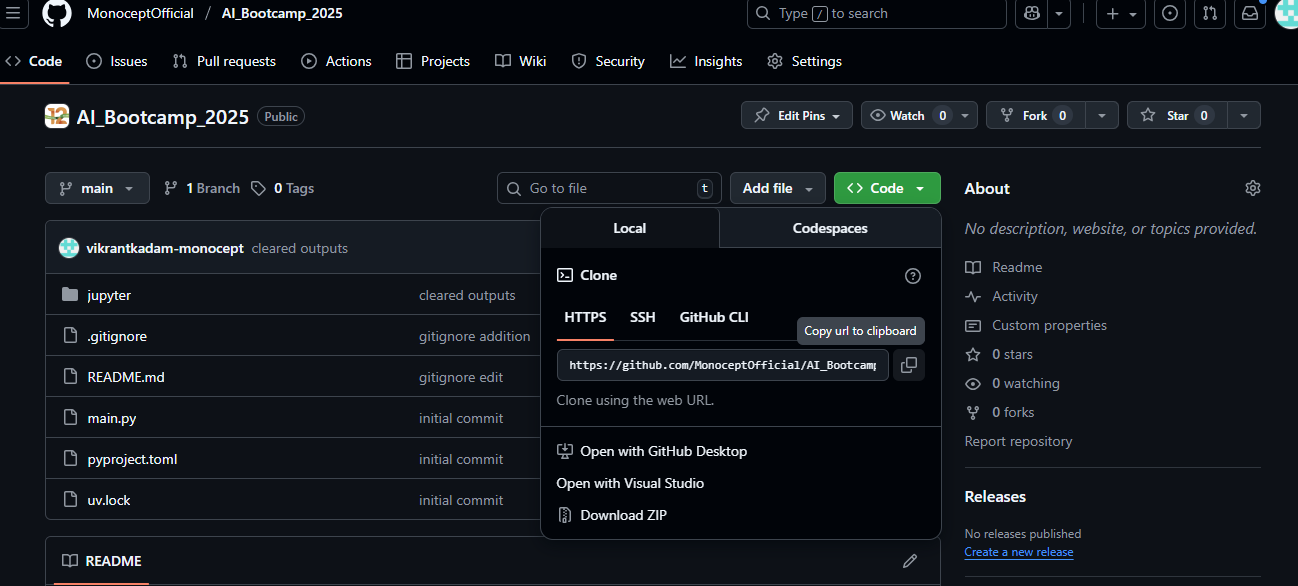 MonoceptOfficial / AI_Bootcamp_2025
Type / to search
Code Issues Pull requests Actions Projects Wiki Security Insights Settings
AI_Bootcamp_2025 Public
Edit Pins Watch 0 Fork 0 Star 0
main 1 Branch 0 Tags
Go to file t Add file Code
vikrantkadam-monocept cleared outputs
jupyter cleared outputs
.gitignore gitignore addition
README.md gitignore edit
main.py initial commit
pyproject.toml initial commit
uv.lock initial commit
README
Local Codespaces
Clone
HTTPS SSH GitHub CLI
Copy url to clipboard
https://github.com/MonoceptOfficial/AI_Bootcamp
Clone using the web URL.
Open with GitHub Desktop
Open with Visual Studio
Download ZIP
About
No description, website, or topics provided.
Readme
Activity
Custom properties
0 stars
0 watching
0 forks
Report repository
Releases
No releases published
Create a new release